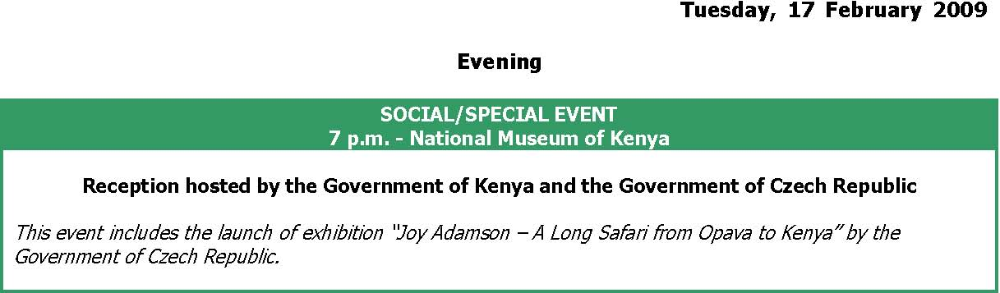 Tuesday, 17 February 2009
Evening
SOCIAL/SPECIAL EVENT
7 p.m. - National Museum of Kenya
Reception hosted by the Government of Kenya and the Government of Czech Republic
This event includes the launch of exhibition “Joy Adamson – A Long Safari from Opava to Kenya” by the
Government of Czech Republic.